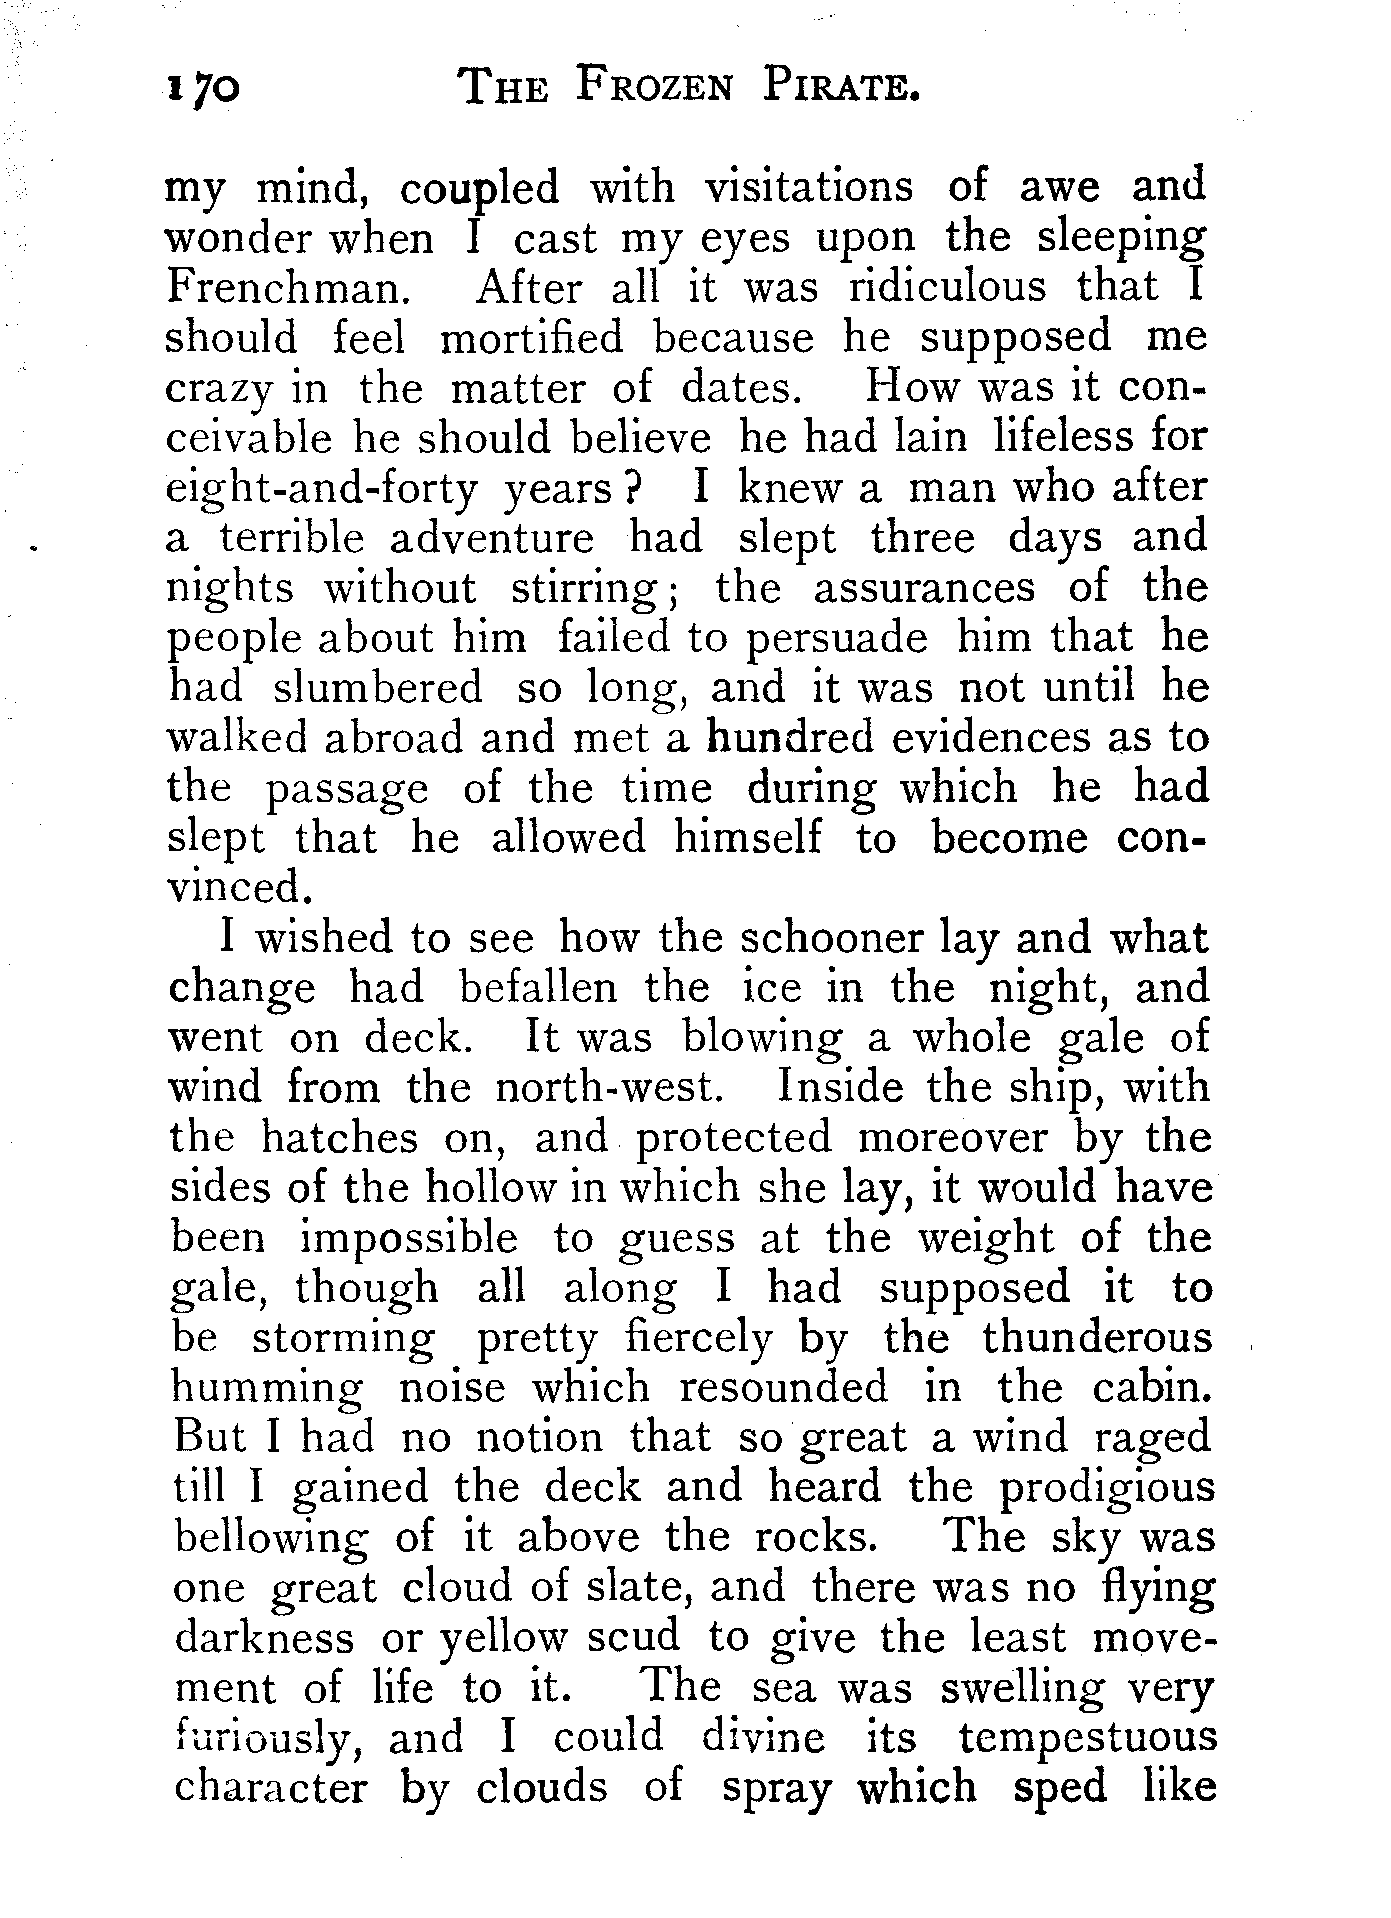 170 THE FROZEN PIRATE.
my mind, coupled with visitations of awe and
wonder when I cast my eyes upon the sleeping
Frenchman. After all it was ridiculous that I
should feel mortified because he supposed me
crazy in the matter of dates. How was it con-
ceivable he should believe he had lain lifeless for
eight-and-forty years? I knew a man who after
a terrible adventure had slept three days and
nights without stirring; the assurances of the
people about him failed to persuade him that he
had slumbered so long, and it was not until he
walked abroad and met a hundred evidences as to
the passage of the time during which he had
slept that he allowed himself to become con-
vinced.
I wished to see how the schooner lay and what
change had befallen the ice in the night, and
went on deck. It was blowing a whole gale of
wind from the north-west. Inside the ship, with
the hatches on, and protected moreover by the
sides of the hollow in which she lay, it would have
been impossible to guess at the weight of the
gale, though all along I had supposed it to
be storming pretty fiercely by the thunderous
humming noise which resounded in the cabin.
But I had no notion that so great a wind raged
till I gained the deck and heard the prodigious
bellowing of it above the rocks. The sky was
one great cloud of slate, and there was no flying
darkness or yellow scud to give the least move-
ment of life to it. The sea was swelling very
furiously, and I could divine its tempestuous
character by clouds of spray which sped like